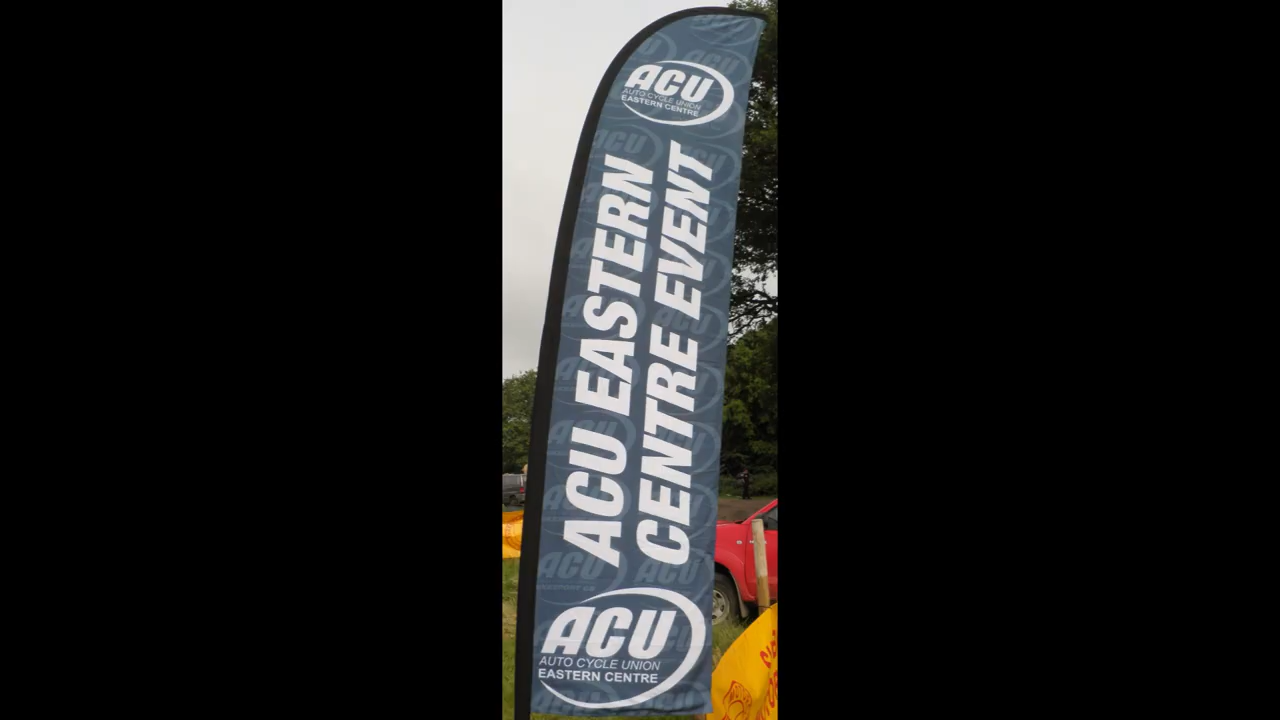 ACU
AUTO CYCLE UNION
EASTERN CENTRE
ACU EASTERN
CENTRE EVENT
ACU
AUTO CYCLE UNION
EASTERN CENTRE